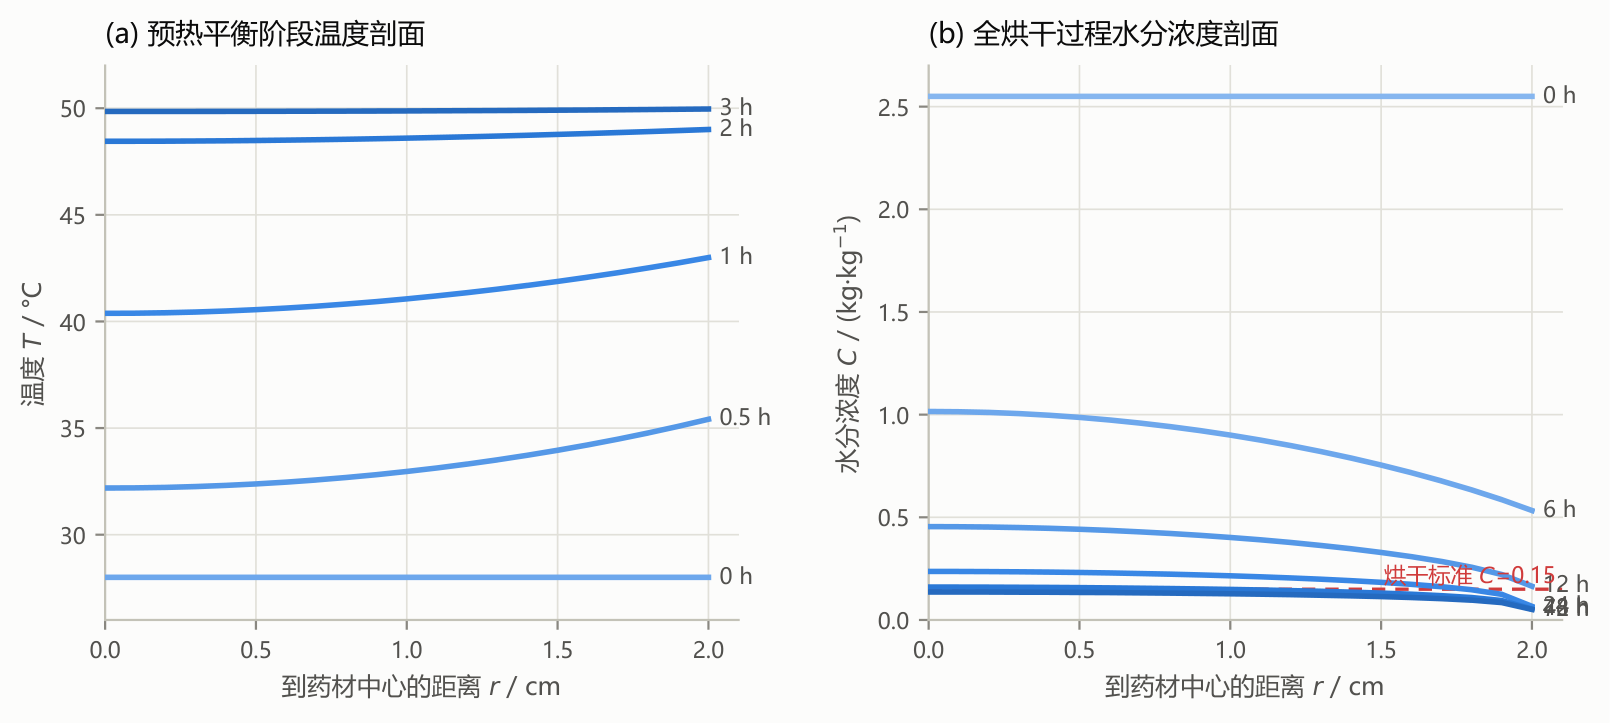 (a) 预热平衡阶段温度剖面
50
45
40
35
30
温度 T / °C
3 h
2 h
1 h
0.5 h
0 h
0.0 0.5 1.0 1.5 2.0
到药材中心的距离 r / cm
(b) 全烘干过程水分浓度剖面
2.5
2.0
1.5
1.0
0.5
0.0
水分浓度 C / (kg·kg⁻¹)
0 h
6 h
烘干标准 C=0.15
12 h
0.0 0.5 1.0 1.5 2.0
到药材中心的距离 r / cm